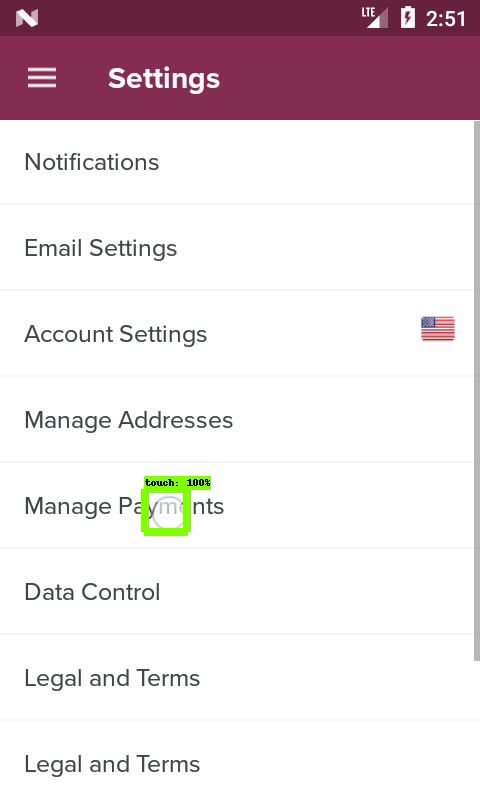 LTE 2:51
Settings
Notifications
Email Settings
Account Settings
Manage Addresses
touch: 100%
Manage Payments
Data Control
Legal and Terms
Legal and Terms